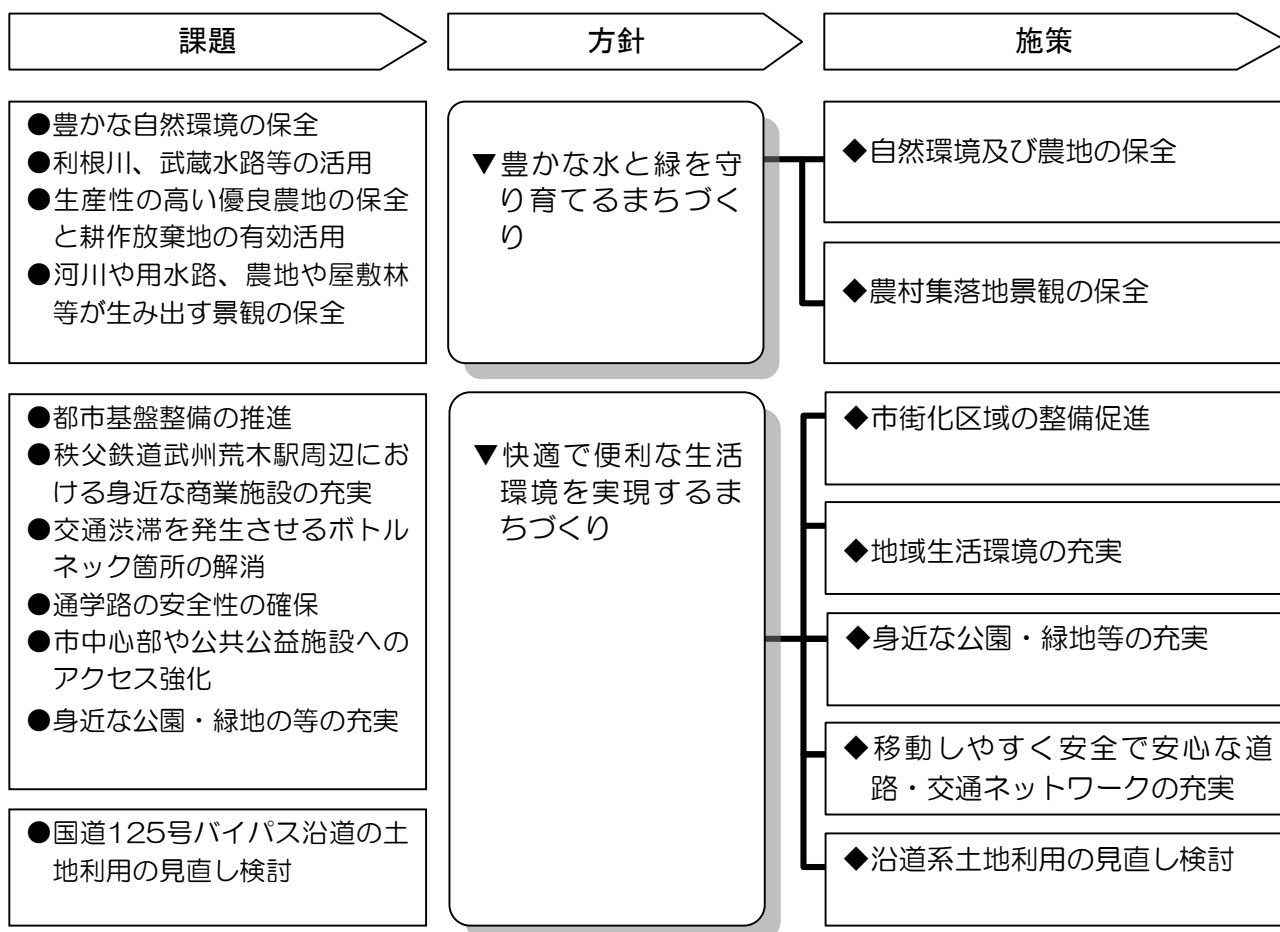 課題
方針
施策
●豊かな自然環境の保全
●利根川、武蔵水路等の活用
●生産性の高い優良農地の保全
と耕作放棄地の有効活用
●河川や用水路、農地や屋敷林
等が生み出す景観の保全
▼豊かな水と緑を守
り育てるまちづく
り
◆自然環境及び農地の保全
◆農村集落地景観の保全
●都市基盤整備の推進
●秩父鉄道武州荒木駅周辺にお
ける身近な商業施設の充実
●交通渋滞を発生させるボトル
ネック箇所の解消
●通学路の安全性の確保
●市中心部や公共公益施設への
アクセス強化
●身近な公園・緑地の等の充実
●国道125号バイパス沿道の土
地利用の見直し検討
▼快適で便利な生活
環境を実現するま
ちづくり
◆市街化区域の整備促進
◆地域生活環境の充実
◆身近な公園・緑地等の充実
◆移動しやすく安全で安心な道
路・交通ネットワークの充実
◆沿道系土地利用の見直し検討